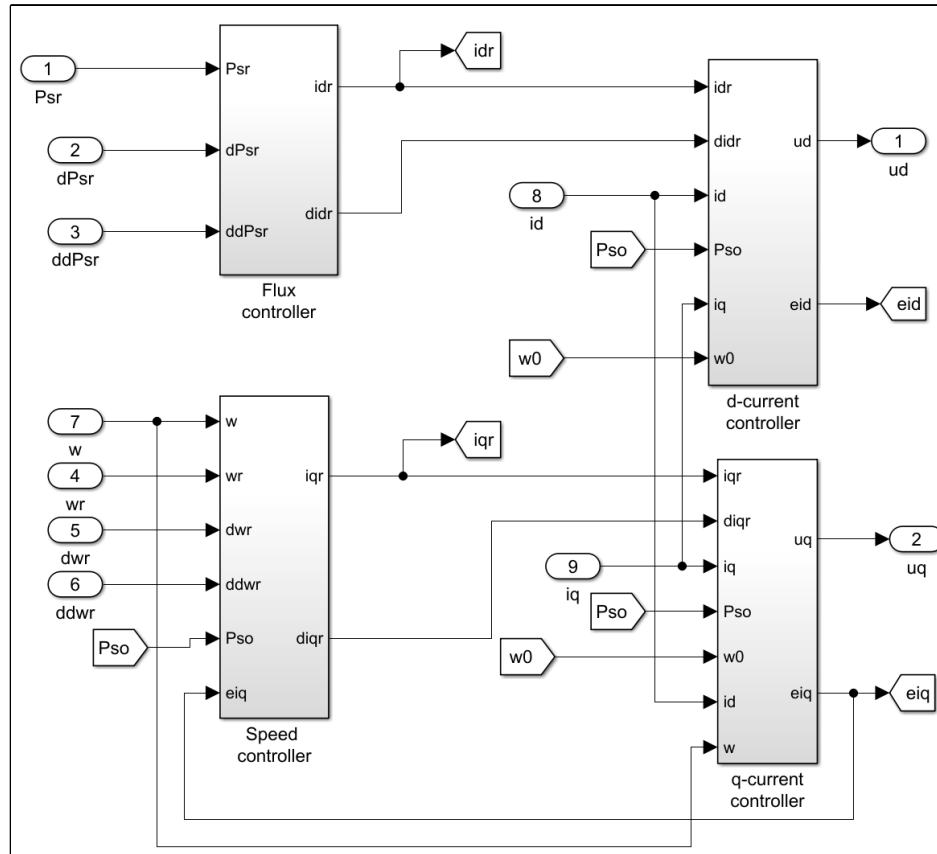 1
Psr
2
dPsr
3
ddPsr
Psr
dPsr
ddPsr
idr
didr
Flux
controller
idr
8
id
Pso
w0
idr
didr
id
Pso
iq
w0
ud
eid
d-current
controller
1
ud
eid
7
w
4
wr
5
dwr
6
ddwr
Pso
w
wr
dwr
ddwr
Pso
eiq
iqr
diqr
Speed
controller
iqr
9
iq
Pso
w0
iqr
diqr
iq
Pso
w0
id
w
uq
eiq
q-current
controller
2
uq
eiq